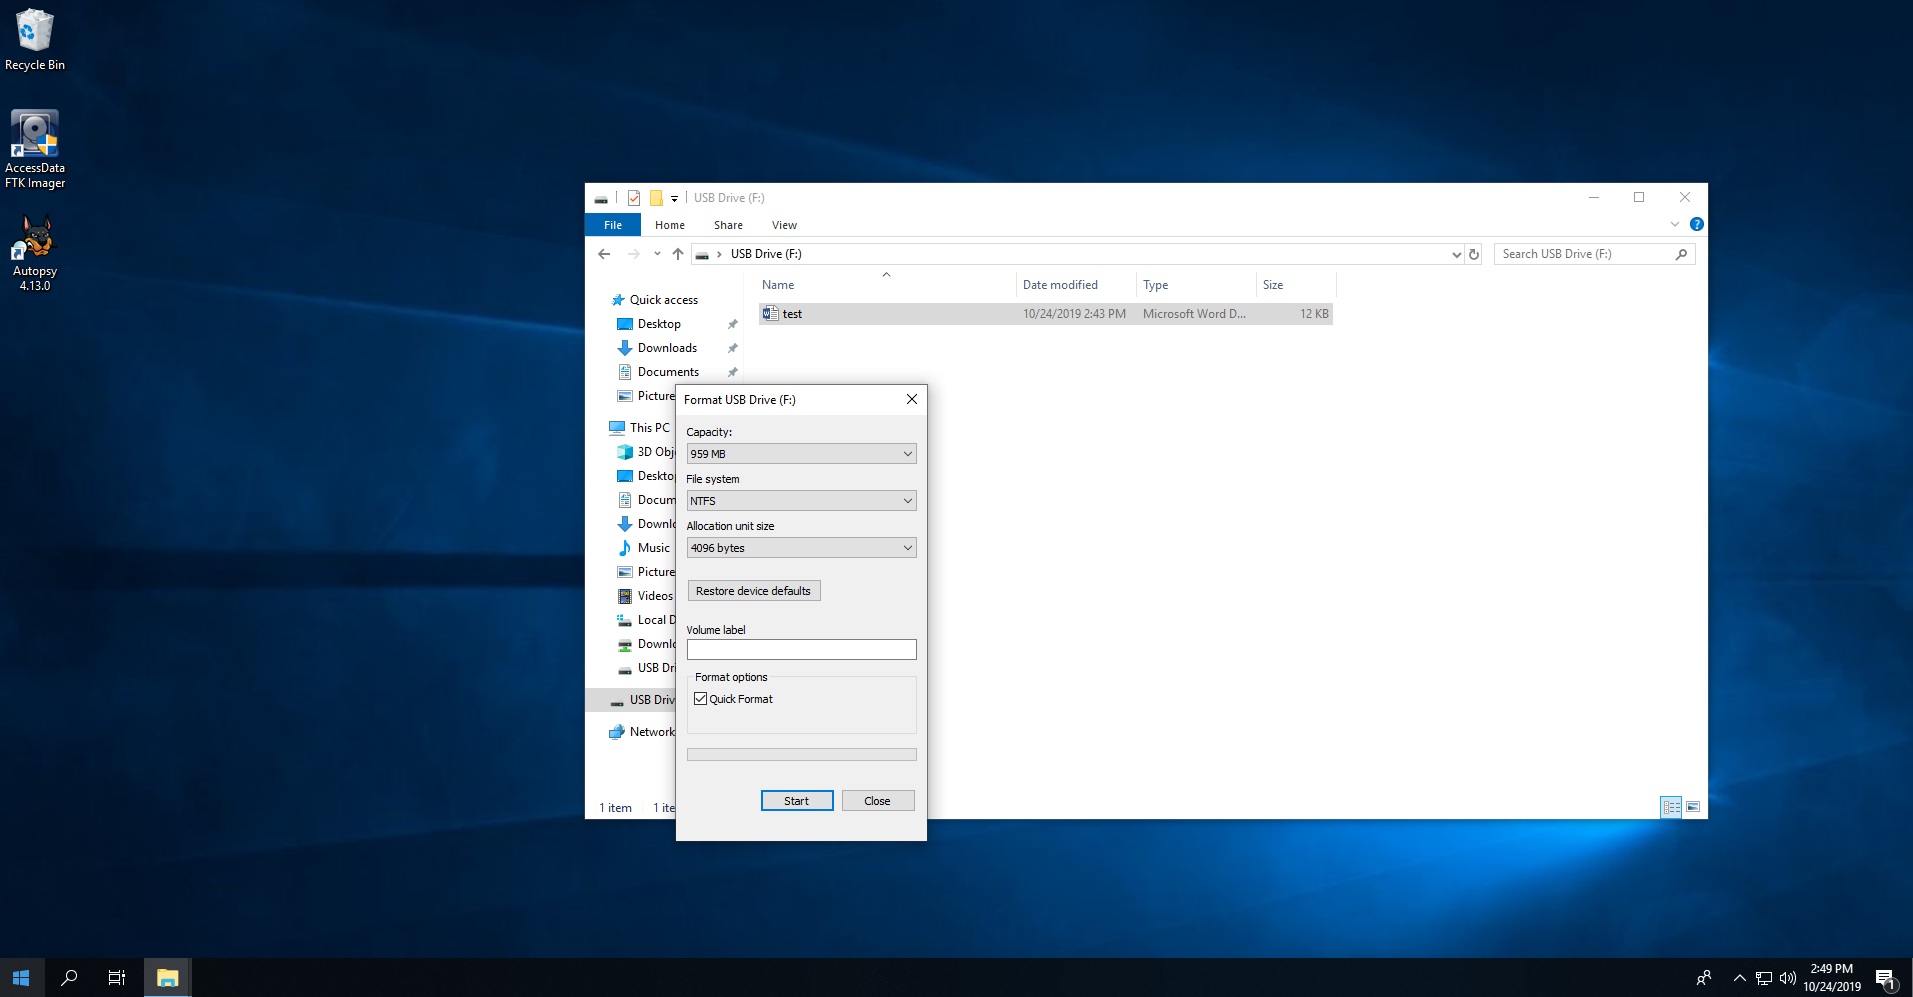 Recycle Bin
AccessData
FTK Imager
Autopsy
4.13.0
USB Drive (F:)
File Home Share View
USB Drive (F:)
Search USB Drive (F:)
Name Date modified Type Size
test 10/24/2019 2:43 PM Microsoft Word D... 12 KB
Quick access
Desktop
Downloads
Documents
Picture
This PC
3D Obj
Deskto
Docum
Downl
Music
Picture
Videos
Local D
Downl
USB Dri
USB Driv
Network
1 item 1 ite
Format USB Drive (F:)
Capacity:
959 MB
File system
NTFS
Allocation unit size
4096 bytes
Restore device defaults
Volume label
Format options
Quick Format
Start Close
2:49 PM
10/24/2019
1